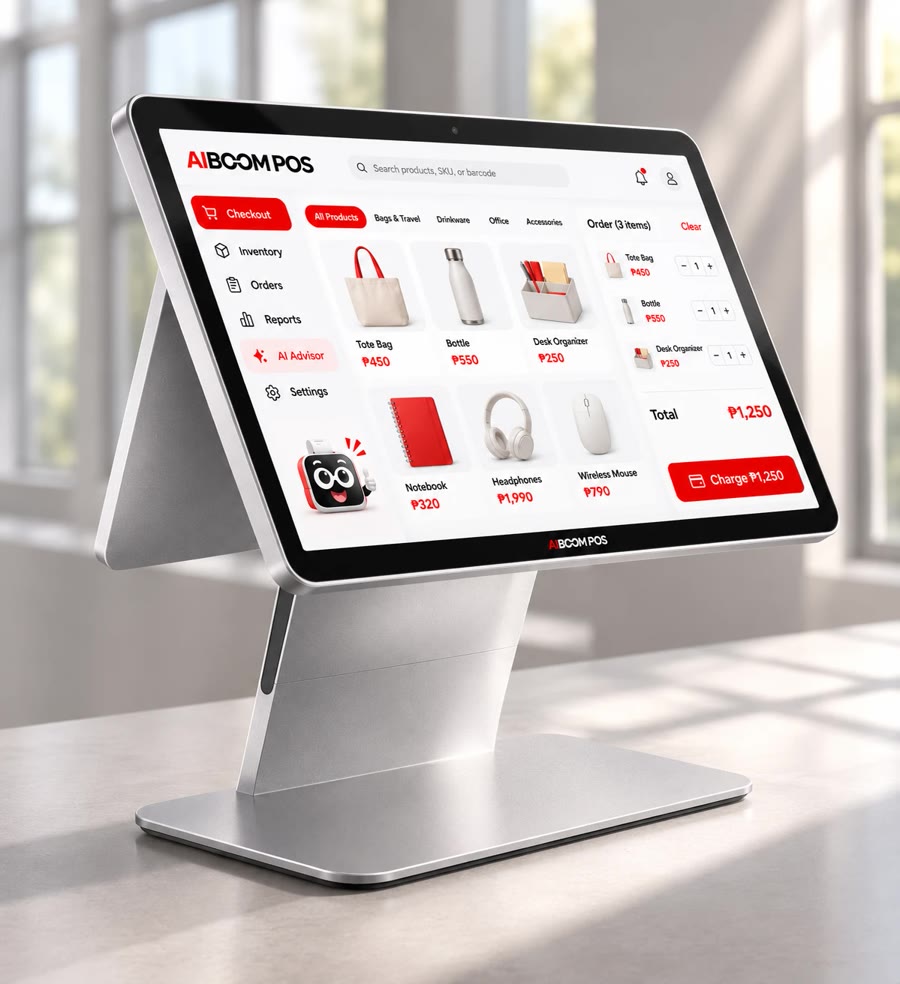 AIBOOM POS
Search products, SKU, or barcode
Checkout
Inventory
Orders
Reports
AI Advisor
Settings
All Products
Bags & Travel
Drinkware
Office
Accessories
Tote Bag
₱450
Bottle
₱550
Desk Organizer
₱250
Notebook
₱320
Headphones
₱1,990
Wireless Mouse
₱790
Order (3 items)
Clear
Tote Bag
₱450
− 1 +
Bottle
₱550
− 1 +
Desk Organizer
₱250
− 1 +
Total
₱1,250
Charge ₱1,250
AIBOOM POS